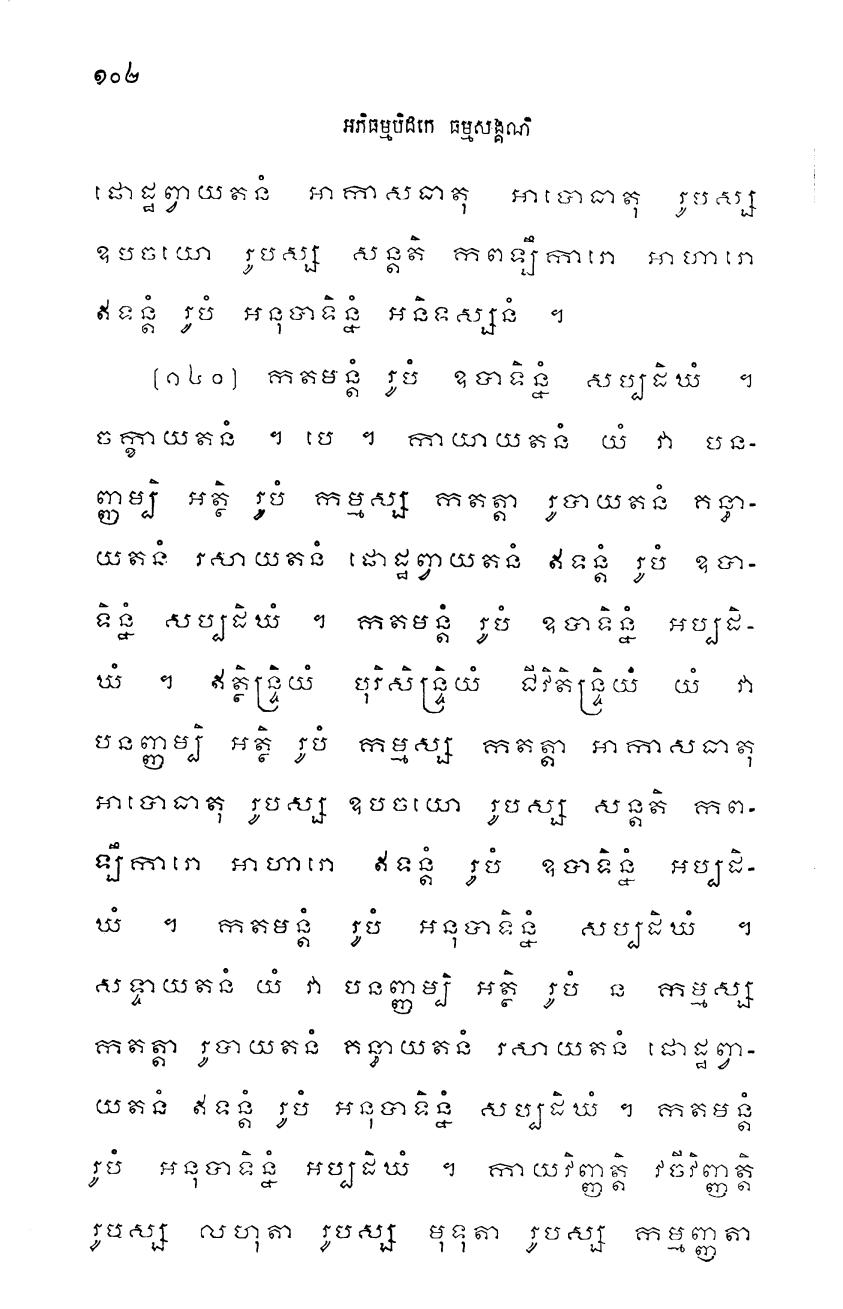 ១០២
អភិធម្មបិដកេ ធម្មសង្គណិ
ផោដ្ឋព្វាយតនំ អាកាសធាតុ អាបោធាតុ រូបស្ស
ឧបចយោ រូបស្ស សន្តតិ កពឡីការោ អាហារោ
ឥទន្តំ រូបំ អនុបាទិន្នំ អនិទស្សនំ ។
(១៤០) កតមន្តំ រូបំ ឧបាទិន្នំ សប្បដិឃំ ។
ចក្ខាយតនំ ។ បេ ។ កាយាយតនំ យំ វា បន-
ញ្ញម្បិ អត្ថិ រូបំ កម្មស្ស កតត្តា រូបាយតនំ គន្ធា-
យតនំ រសាយតនំ ផោដ្ឋព្វាយតនំ ឥទន្តំ រូបំ ឧបា-
ទិន្នំ សប្បដិឃំ ។ កតមន្តំ រូបំ ឧបាទិន្នំ អប្បដិ-
ឃំ ។ ឥត្ថិន្ទ្រិយំ បុរិសិន្ទ្រិយំ ជីវិតិន្ទ្រិយំ យំ វា
បនញ្ញម្បិ អត្ថិ រូបំ កម្មស្ស កតត្តា អាកាសធាតុ
អាបោធាតុ រូបស្ស ឧបចយោ រូបស្ស សន្តតិ កព-
ឡីការោ អាហារោ ឥទន្តំ រូបំ ឧបាទិន្នំ អប្បដិ-
ឃំ ។ កតមន្តំ រូបំ អនុបាទិន្នំ សប្បដិឃំ ។
សទ្ទាយតនំ យំ វា បនញ្ញម្បិ អត្ថិ រូបំ ន កម្មស្ស
កតត្តា រូបាយតនំ គន្ធាយតនំ រសាយតនំ ផោដ្ឋព្វា-
យតនំ ឥទន្តំ រូបំ អនុបាទិន្នំ សប្បដិឃំ ។ កតមន្តំ
រូបំ អនុបាទិន្នំ អប្បដិឃំ ។ កាយវិញ្ញត្តិ វចីវិញ្ញត្តិ
រូបស្ស លហុតា រូបស្ស មុទុតា រូបស្ស កម្មញ្ញតា